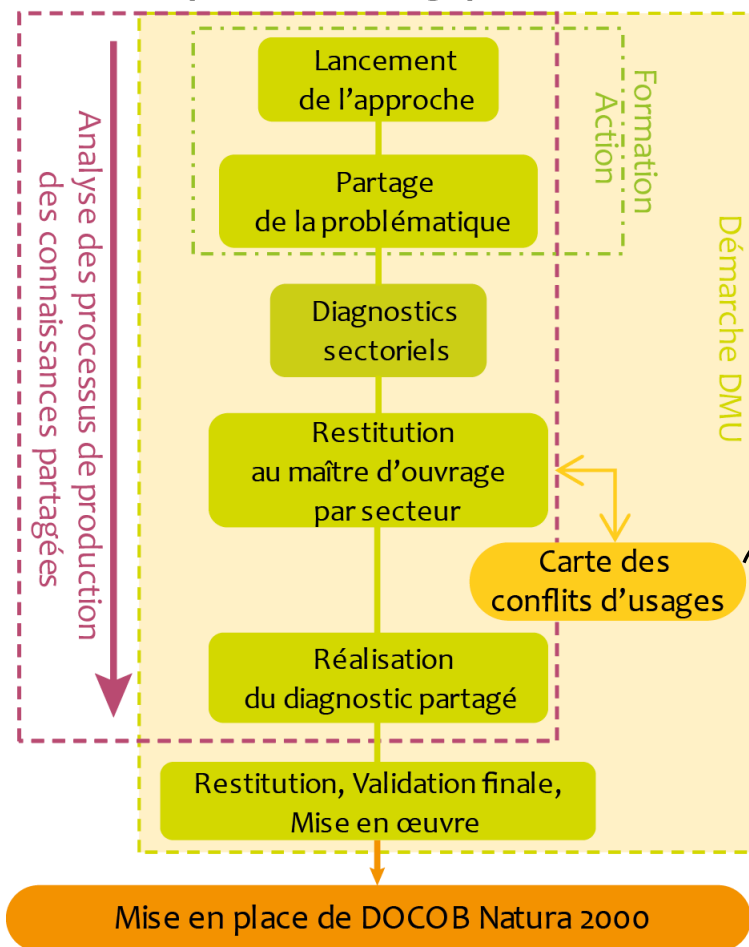 Lancement
de l’approche
Formation
Action
Partage
de la problématique
Analyse des processus de production
des connaissances partagées
Démarche DMU
Diagnostics
sectoriels
Restitution
au maître d’ouvrage
par secteur
Carte des
conflits d’usages
Réalisation
du diagnostic partagé
Restitution, Validation finale,
Mise en œuvre
Mise en place de DOCOB Natura 2000